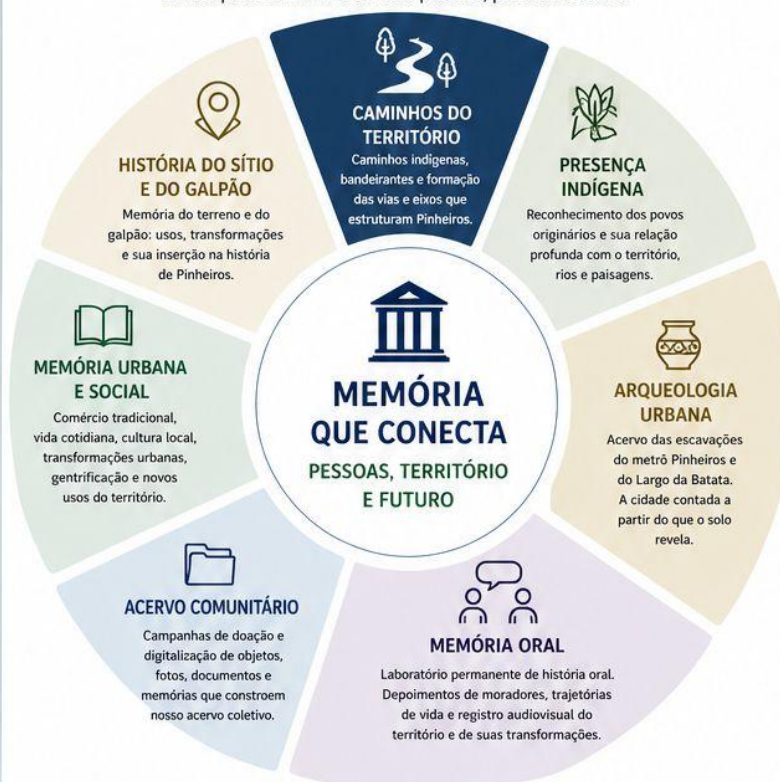 CAMINHOS DO
TERRITÓRIO
Caminhos indígenas,
bandeirantes e formação
das vias e eixos que
estruturam Pinheiros.
PRESENÇA
INDÍGENA
Reconhecimento dos povos
originários e sua relação
profunda com o território,
rios e paisagens.
ARQUEOLOGIA
URBANA
Acervo das escavações
do metrô Pinheiros e
do Largo da Batata.
A cidade contada a
partir do que o solo
revela.
MEMÓRIA ORAL
Laboratório permanente de história oral.
Depoimentos de moradores, trajetórias
de vida e registro audiovisual do
território e de suas transformações.
ACERVO COMUNITÁRIO
Campanhas de doação e
digitalização de objetos,
fotos, documentos e
memórias que constroem
nosso acervo coletivo.
MEMÓRIA URBANA
E SOCIAL
Comércio tradicional,
vida cotidiana, cultura local,
transformações urbanas,
gentrificação e novos
usos do território.
HISTÓRIA DO SÍTIO
E DO GALPÃO
Memória do terreno e do
galpão: usos, transformações
e sua inserção na história
de Pinheiros.
MEMÓRIA
QUE CONECTA
PESSOAS, TERRITÓRIO
E FUTURO